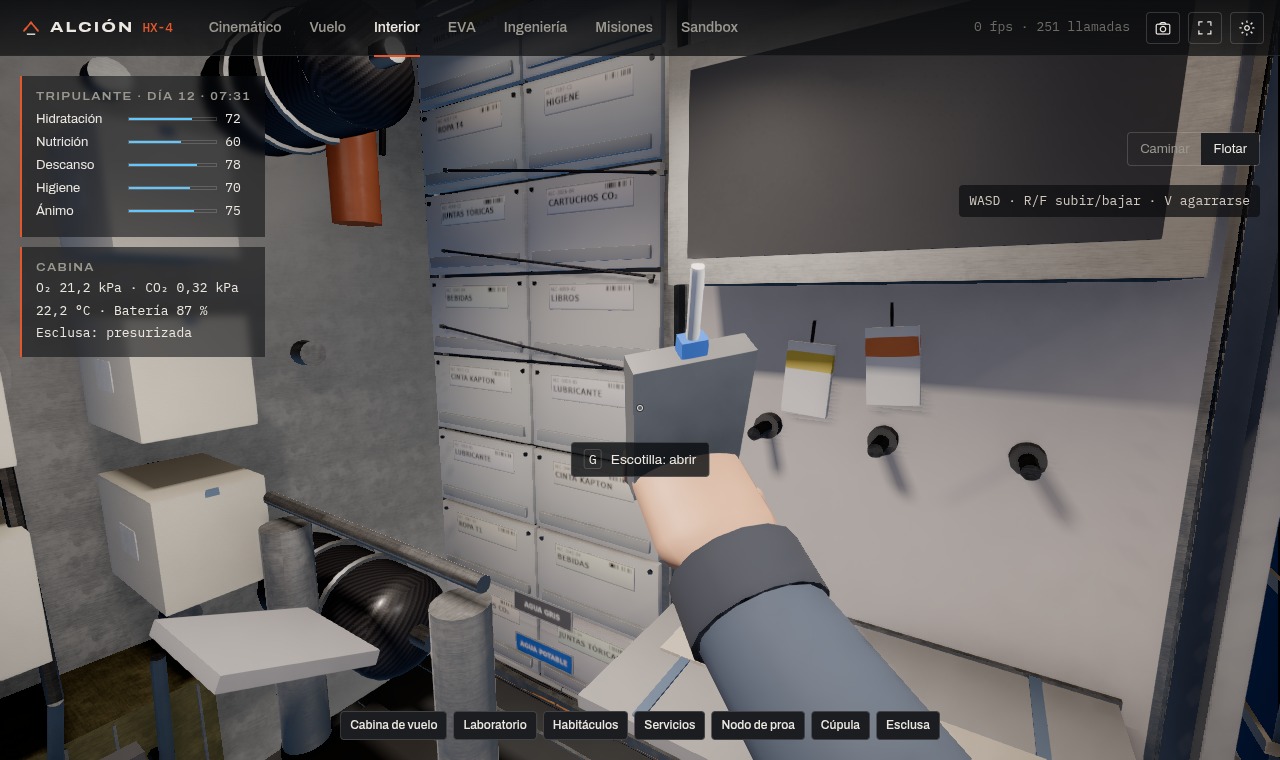 ALCIÓN HX-4
Cinemático
Vuelo
Interior
EVA
Ingeniería
Misiones
Sandbox
0 fps · 251 llamadas
TRIPULANTE · DÍA 12 · 07:31
Hidratación 72
Nutrición 60
Descanso 78
Higiene 70
Ánimo 75
CABINA
O₂ 21,2 kPa · CO₂ 0,32 kPa
22,2 °C · Batería 87 %
Esclusa: presurizada
Caminar
Flotar
WASD · R/F subir/bajar · V agarrarse
ROPA T4
HIGIENE
JUNTAS TORICAS
CARTUCHOS CO₂
BEBIDAS
LIBROS
CINTA KAPTON
LUBRICANTE
LUBRICANTE
CINTA KAPTON
G Escotilla: abrir
ROPA T3
BEBIDAS
AGUA GRIS
JUNTAS TORICAS
AGUA POTABLE
Cabina de vuelo
Laboratorio
Habitáculos
Servicios
Nodo de proa
Cúpula
Esclusa